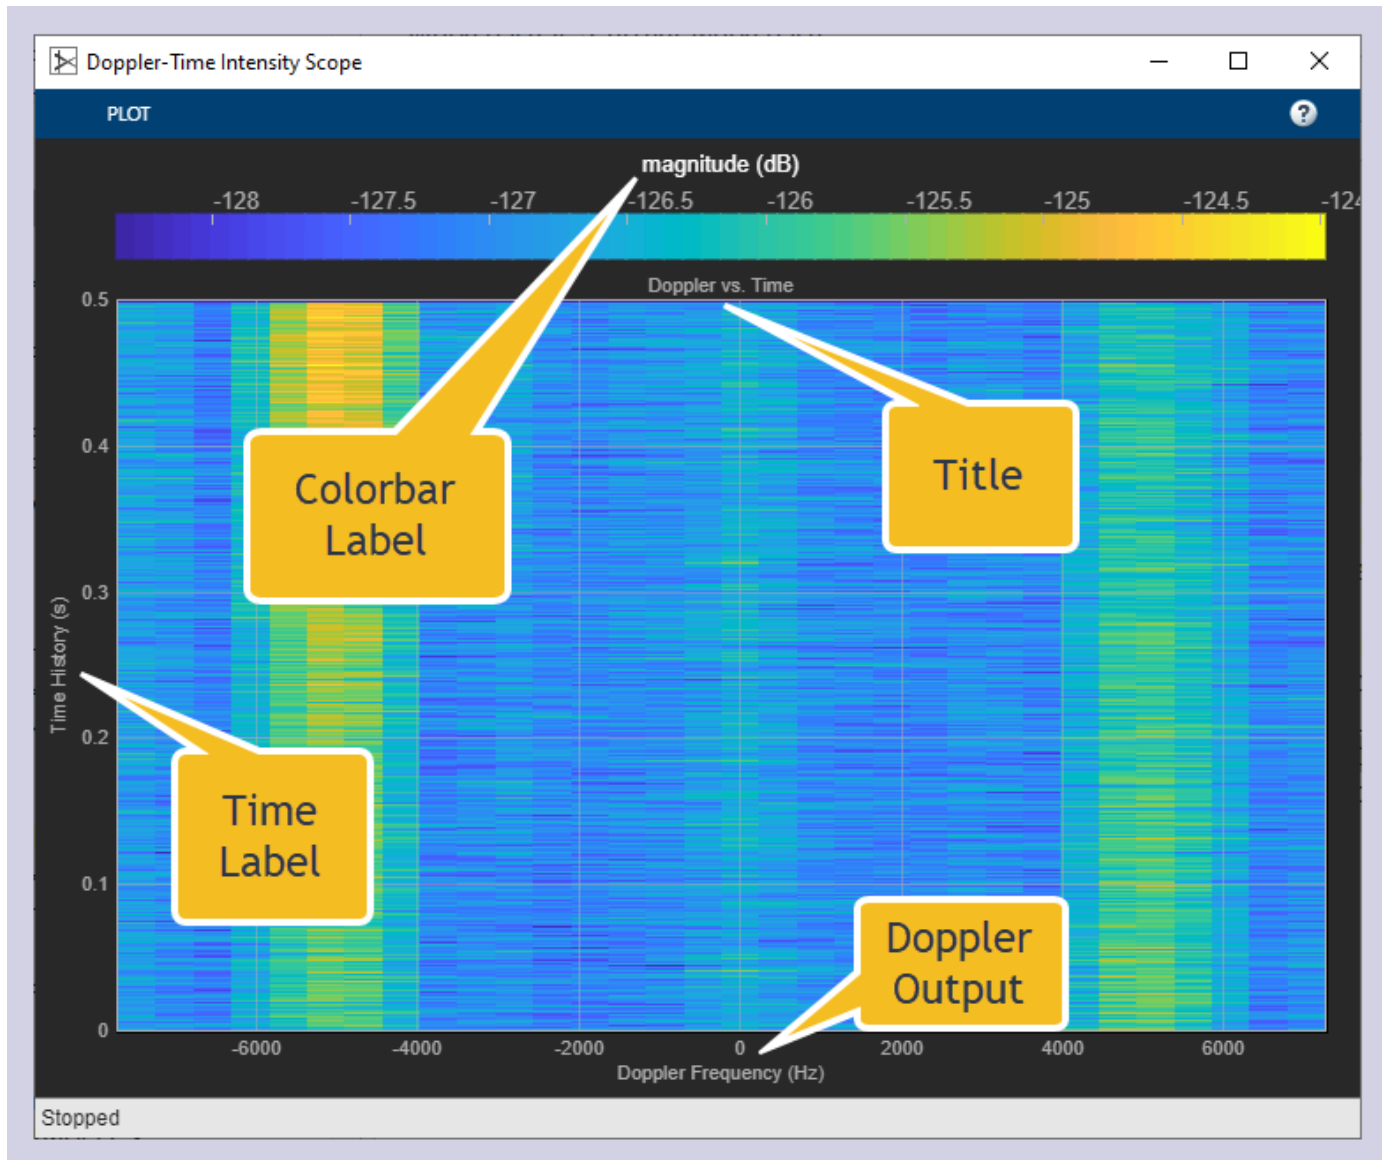 Doppler-Time Intensity Scope
PLOT
?
magnitude (dB)
-128 -127.5 -127 -126.5 -126 -125.5 -125 -124.5 -124
Doppler vs. Time
0.5
0.4
0.3
0.2
0.1
0
Time History (s)
Colorbar
Label
Title
Time
Label
Doppler
Output
-6000 -4000 -2000 0 2000 4000 6000
Doppler Frequency (Hz)
Stopped